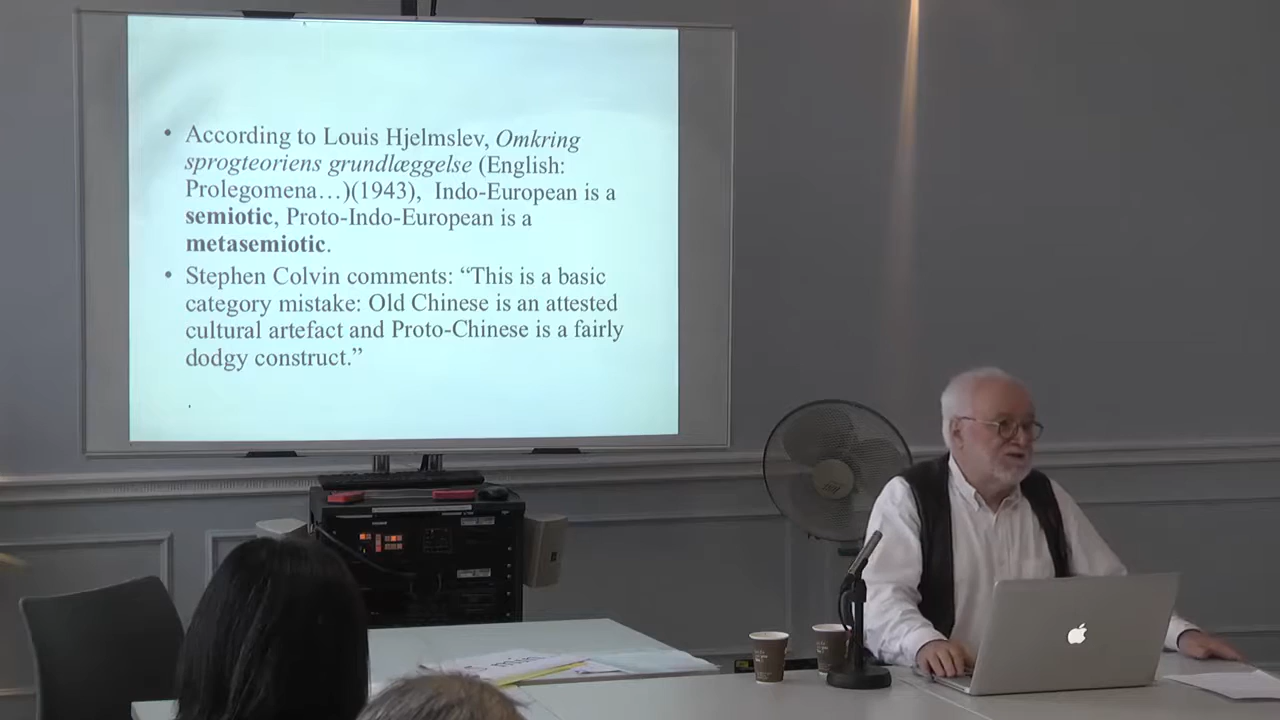 • According to Louis Hjelmslev, Omkring
sprogteoriens grundlæggelse (English:
Prolegomena…)(1943), Indo-European is a
semiotic, Proto-Indo-European is a
metasemiotic.
• Stephen Colvin comments: “This is a basic
category mistake: Old Chinese is an attested
cultural artefact and Proto-Chinese is a fairly
dodgy construct.”